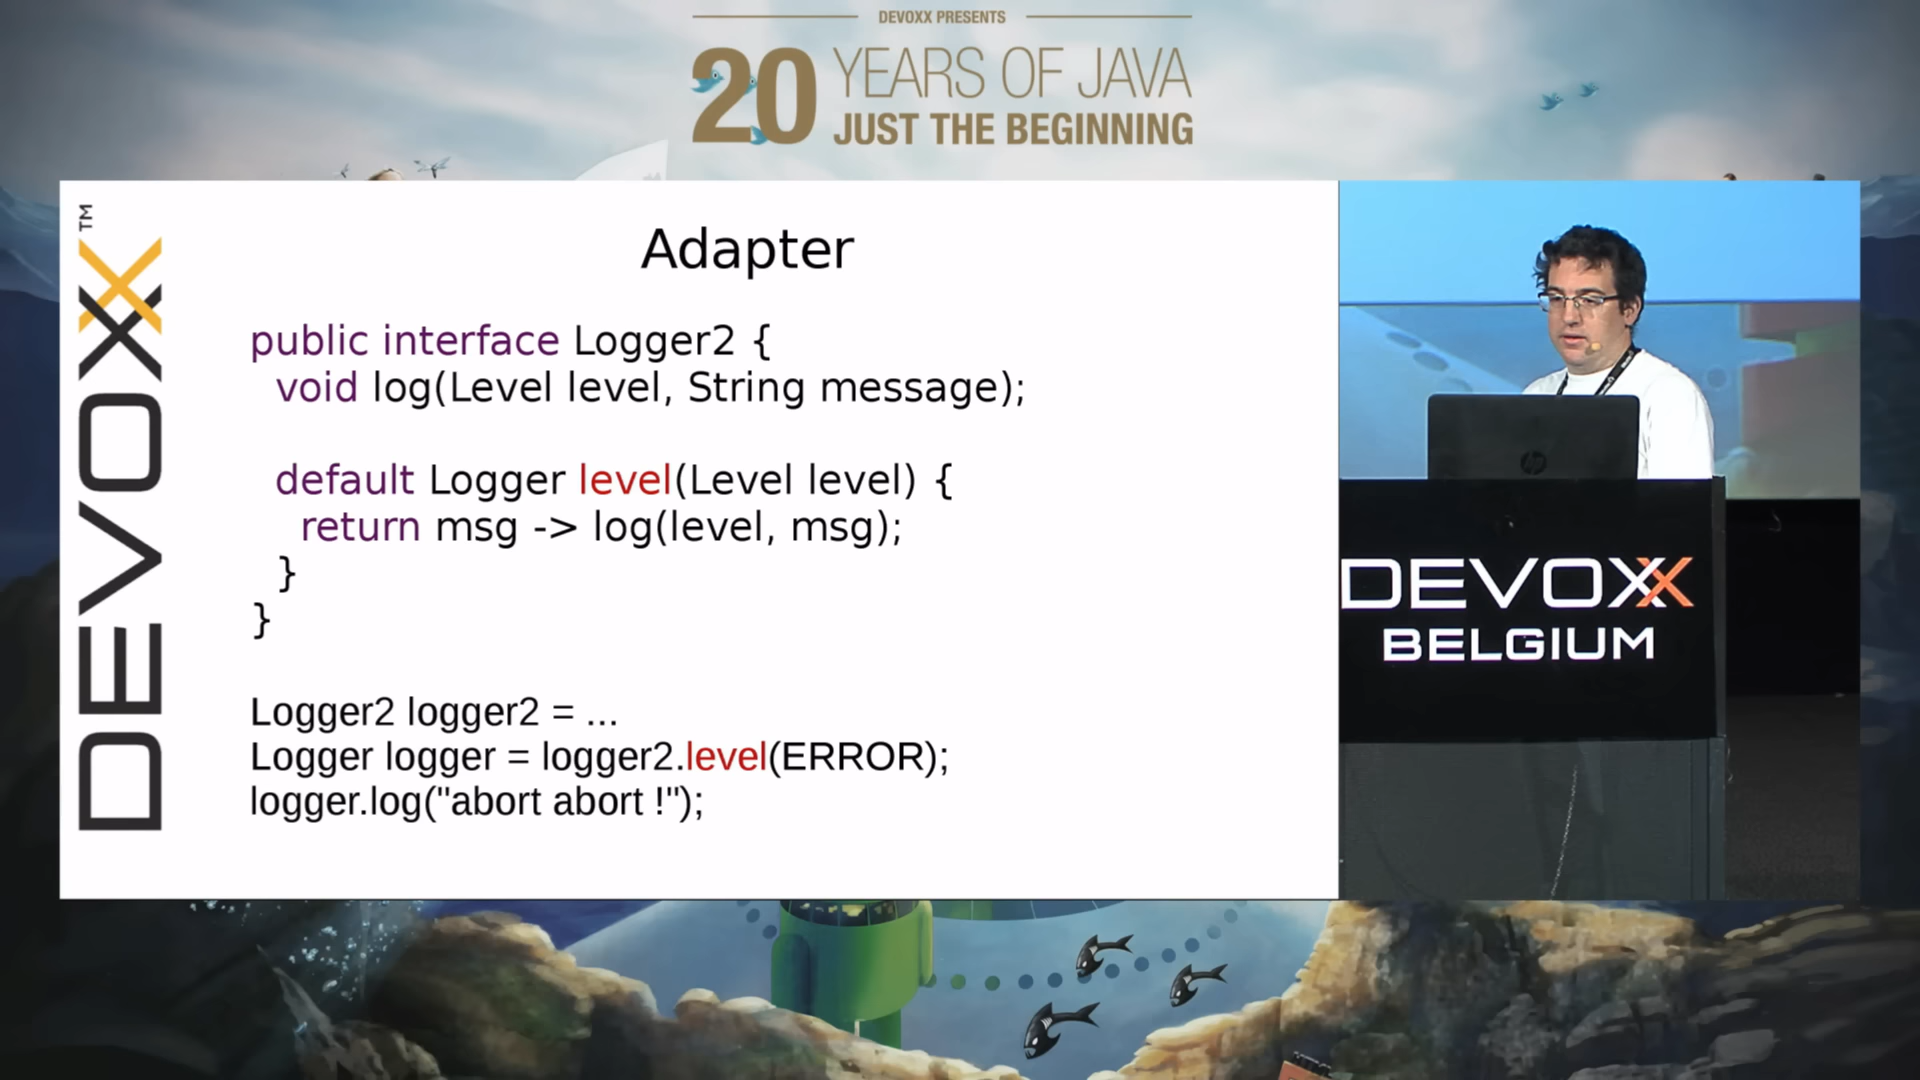 DEVOXX PRESENTS
20 YEARS OF JAVA
JUST THE BEGINNING
DEVOXX™
Adapter
public interface Logger2 {
void log(Level level, String message);
default Logger level(Level level) {
return msg -> log(level, msg);
}
}
Logger2 logger2 = ...
Logger logger = logger2.level(ERROR);
logger.log("abort abort !");
DEVOXX
BELGIUM